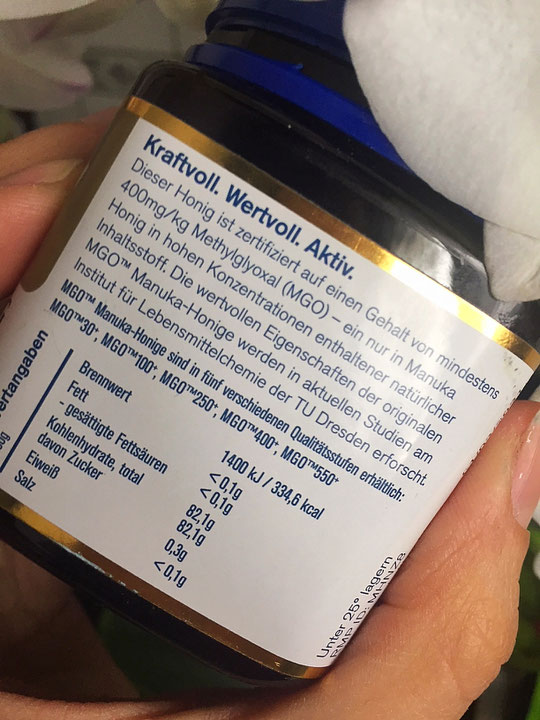 Kraftvoll. Wertvoll. Aktiv.
Dieser Honig ist zertifiziert auf einen Gehalt von mindestens
400mg/kg Methylglyoxal (MGO) – ein nur in Manuka
Honig in hohen Konzentrationen enthaltener natürlicher
Inhaltsstoff. Die wertvollen Eigenschaften der originalen
MGO™ Manuka-Honige werden in aktuellen Studien am
Institut für Lebensmittelchemie der TU Dresden erforscht.
MGO™ Manuka-Honige sind in fünf verschiedenen Qualitätsstufen erhältlich:
MGO™30⁺, MGO™100⁺, MGO™250⁺, MGO™400⁺, MGO™550⁺
Brennwert 1400 kJ / 334,6 kcal
Fett <0,1g
- gesättigte Fettsäuren <0,1g
Kohlenhydrate, total 82,1g
davon Zucker 82,1g
Eiweiß 0,3g
Salz <0,1g
Unter 25° lagern
RMP ID: MHNZ8